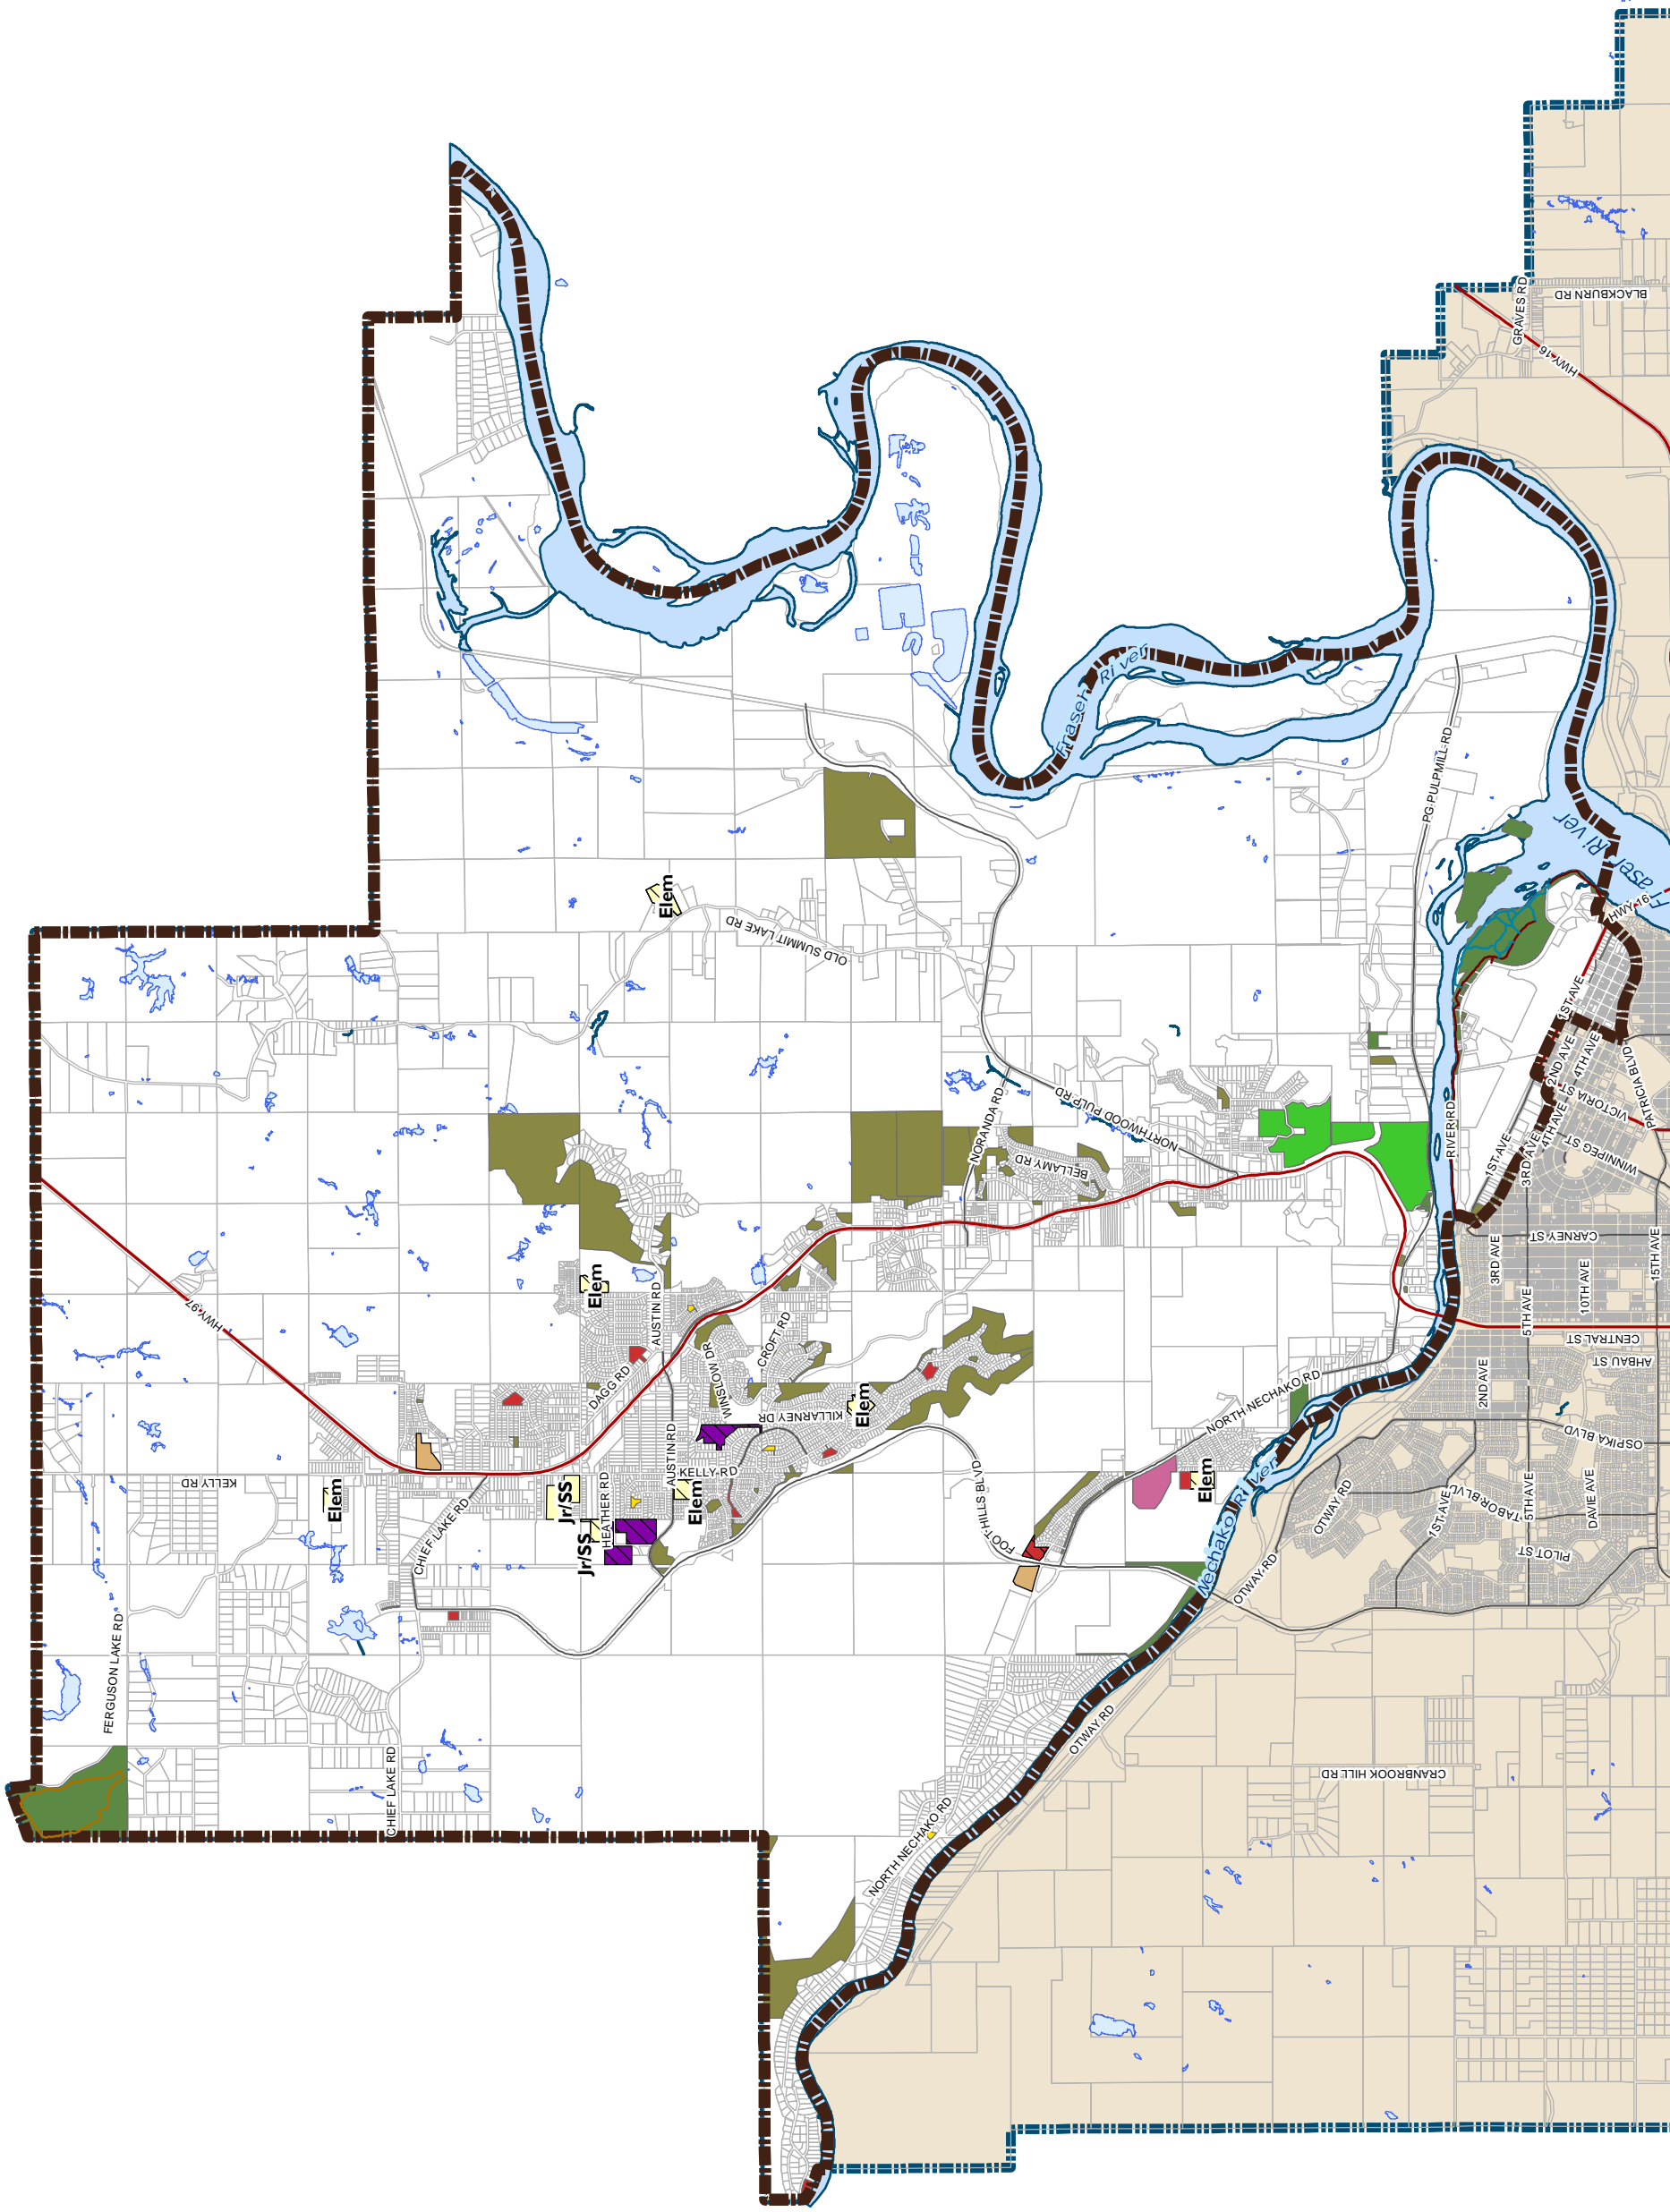 GRAVES RD
BLACKBURN RD
HWY 16
Fraser River
PG PULPMILL RD
Fraser River
HWY 16
Elem
OLD SUMMIT LAKE RD
1ST AVE
2ND AVE
4TH AVE
PATRICIA BLVD
VICTORIA ST
NORANDA RD
NORTHWOOD PULP RD
BELLAMY RD
RIVER RD
1ST AVE
3RD AVE
4TH AVE
WINNIPEG ST
HWY 97
Elem
AUSTIN RD
CARNEY ST
3RD AVE
10TH AVE
15TH AVE
5TH AVE
CENTRAL ST
AHBAU ST
2ND AVE
DAGG RD
WINSLOW DR
CROFT RD
KILLARNEY DR
Elem
NORTH NECHAKO RD
OSPIKA BLVD
KELLY RD
Elem
CHIEF LAKE RD
Jr/SS
Jr/SS
HEATHER RD
AUSTIN RD
KELLY RD
Elem
FOOTHILLS BLVD
Elem
Nechako River
OTWAY RD
OTWAY RD
1ST AVE
TABOR BLVD
5TH AVE
DAVIE AVE
PILOT ST
FERGUSON LAKE RD
CHIEF LAKE RD
OTWAY RD
NORTH NECHAKO RD
CRANBROOK HILL RD